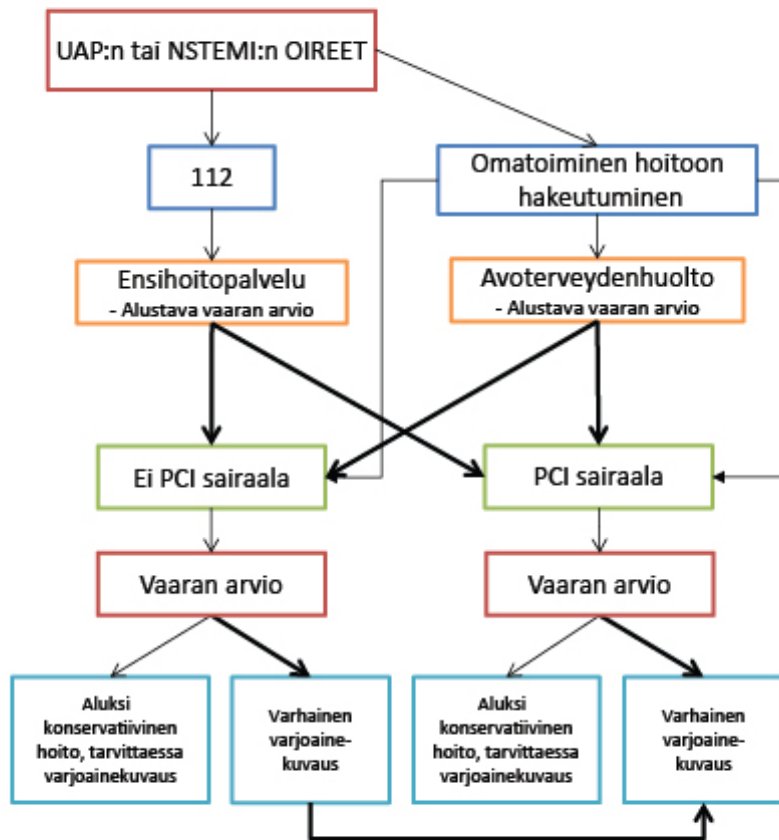 UAP:n tai NSTEMI:n OIREET
112
Omatoiminen hoitoon
hakeutuminen
Ensihoitopalvelu
- Alustava vaaran arvio
Avoterveydenhuolto
- Alustava vaaran arvio
Ei PCI sairaala
PCI sairaala
Vaaran arvio
Vaaran arvio
Aluksi
konservatiivinen
hoito, tarvittaessa
varjoainekuvaus
Varhainen
varjoaine-
kuvaus
Aluksi
konservatiivinen
hoito, tarvittaessa
varjoainekuvaus
Varhainen
varjoaine-
kuvaus